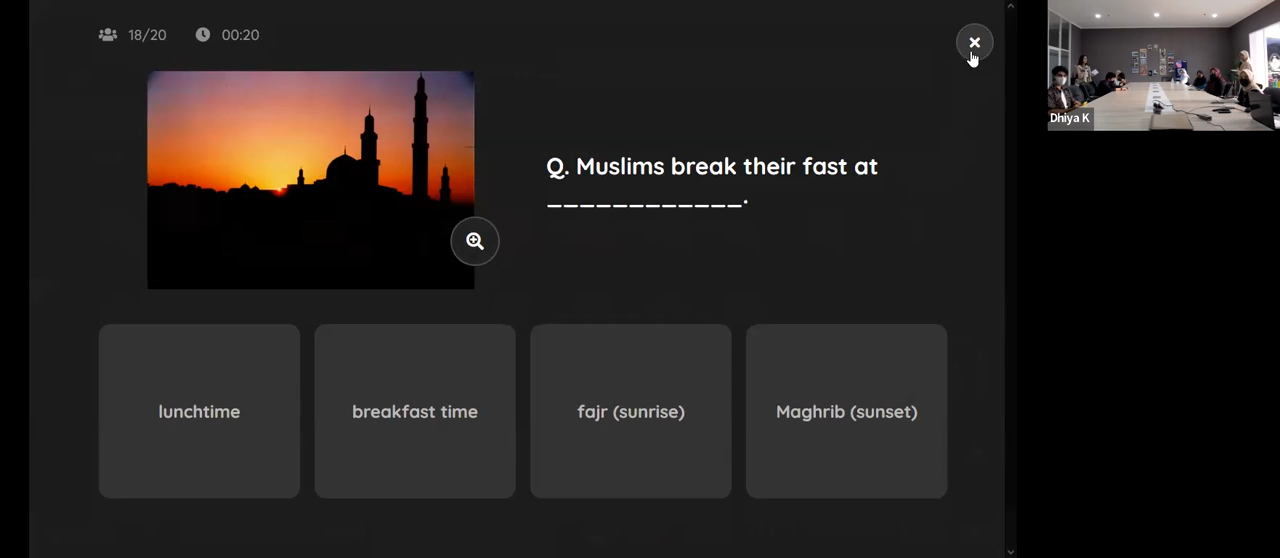 18/20 00:20
Q. Muslims break their fast at
____________.
lunchtime
breakfast time
fajr (sunrise)
Maghrib (sunset)
Dhiya K